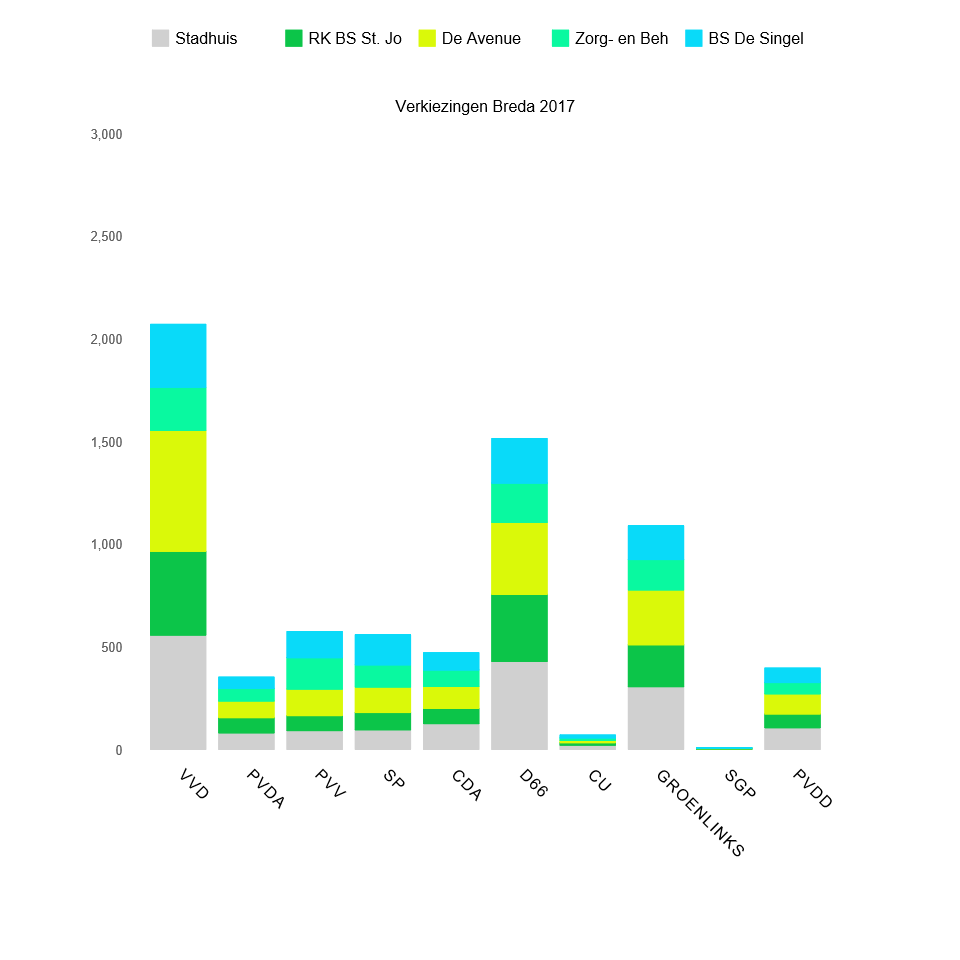 Stadhuis RK BS St. Jo De Avenue Zorg- en Beh BS De Singel
Verkiezingen Breda 2017
3,000
2,500
2,000
1,500
1,000
500
0
VVD PVDA PVV SP CDA D66 CU GROENLINKS SGP PVDD